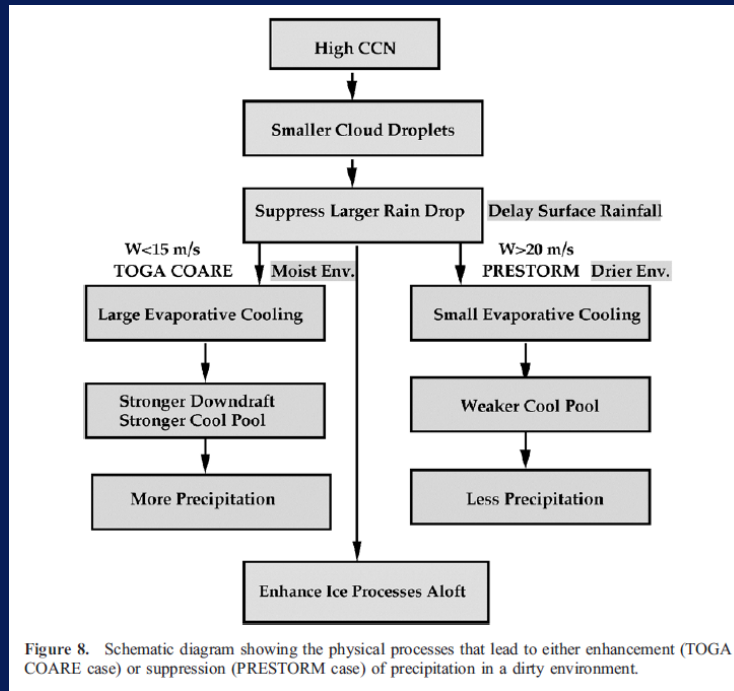 High CCN
Smaller Cloud Droplets
Suppress Larger Rain Drop
Delay Surface Rainfall
W<15 m/s
TOGA COARE
Moist Env.
W>20 m/s
PRESTORM
Drier Env.
Large Evaporative Cooling
Small Evaporative Cooling
Stronger Downdraft
Stronger Cool Pool
Weaker Cool Pool
More Precipitation
Less Precipitation
Enhance Ice Processes Aloft
Figure 8. Schematic diagram showing the physical processes that lead to either enhancement (TOGA
COARE case) or suppression (PRESTORM case) of precipitation in a dirty environment.